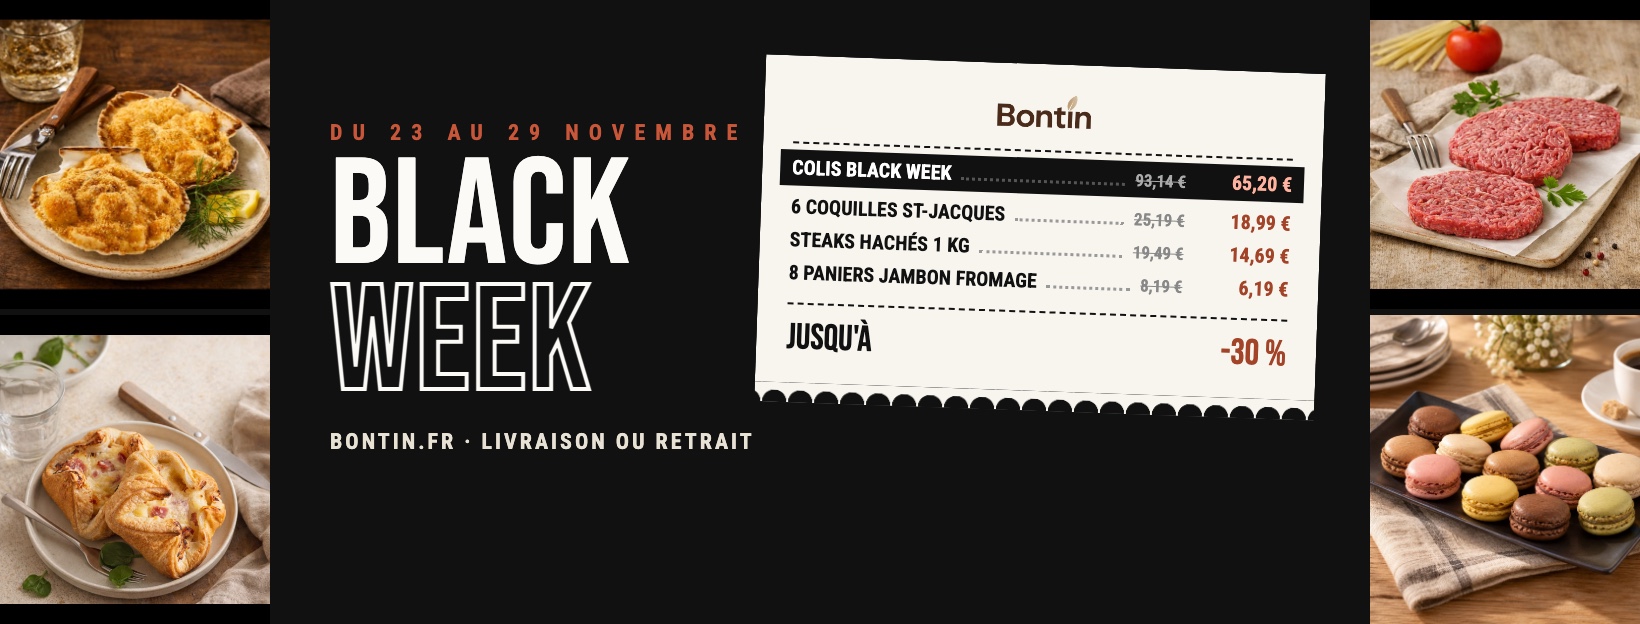 DU 23 AU 29 NOVEMBRE
BLACK
WEEK
BONTIN.FR · LIVRAISON OU RETRAIT
Bontin
COLIS BLACK WEEK 93,14 € 65,20 €
6 COQUILLES ST-JACQUES 25,19 € 18,99 €
STEAKS HACHÉS 1 KG 19,49 € 14,69 €
8 PANIERS JAMBON FROMAGE 8,19 € 6,19 €
JUSQU'À -30 %